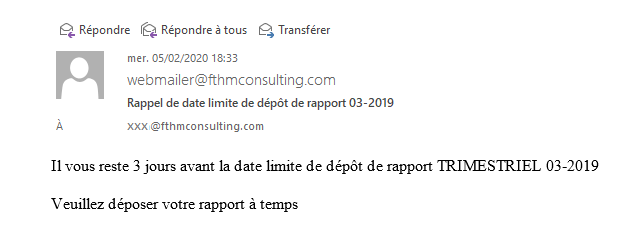 Répondre Répondre à tous Transférer
mer. 05/02/2020 18:33
webmailer@fthmconsulting.com
Rappel de date limite de dépôt de rapport 03-2019
À xxx.@fthmconsulting.com
Il vous reste 3 jours avant la date limite de dépôt de rapport TRIMESTRIEL 03-2019
Veuillez déposer votre rapport à temps